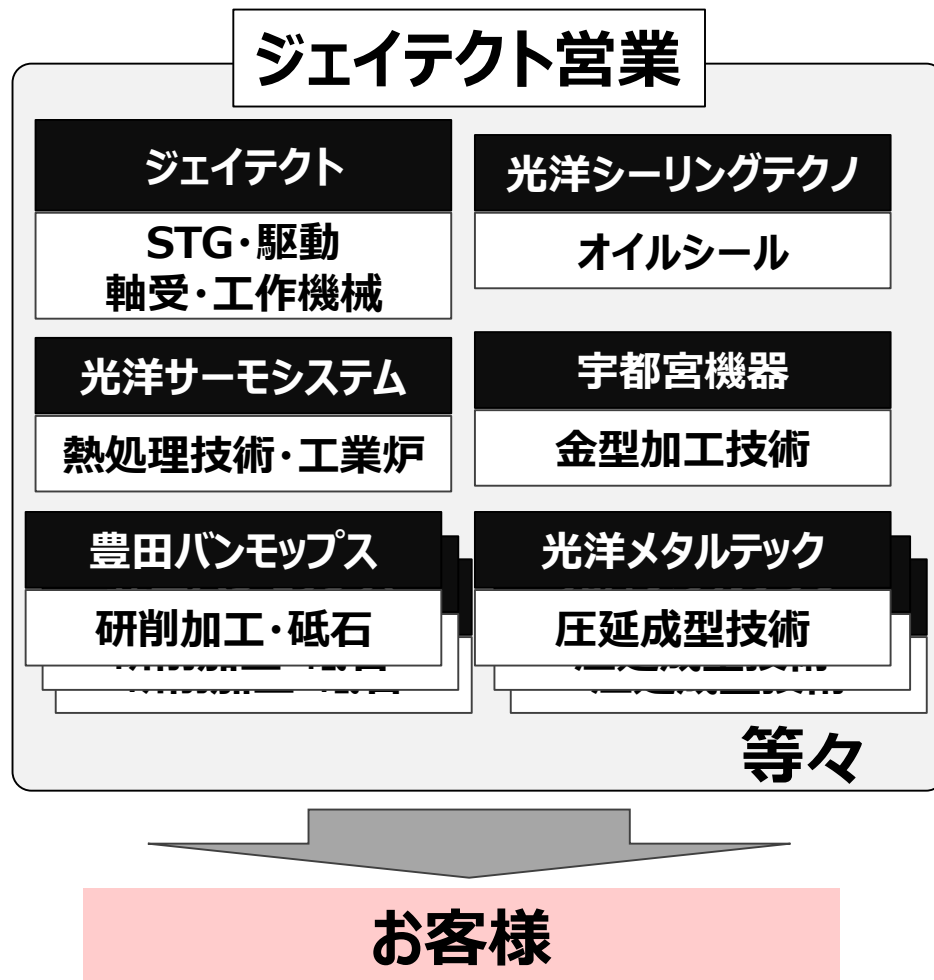 ジェイテクト営業
ジェイテクト
STG・駆動
軸受・工作機械
光洋シーリングテクノ
オイルシール
光洋サーモシステム
熱処理技術・工業炉
宇都宮機器
金型加工技術
豊田バンモップス
研削加工・砥石
光洋メタルテック
圧延成型技術
等々
お客様